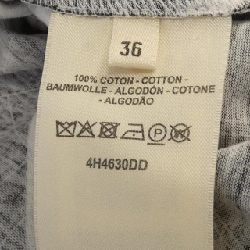 36
100% COTON - COTTON -
BAUMWOLLE - ALGODÓN - COTONE
- ALGODÃO
P
4H4630DD